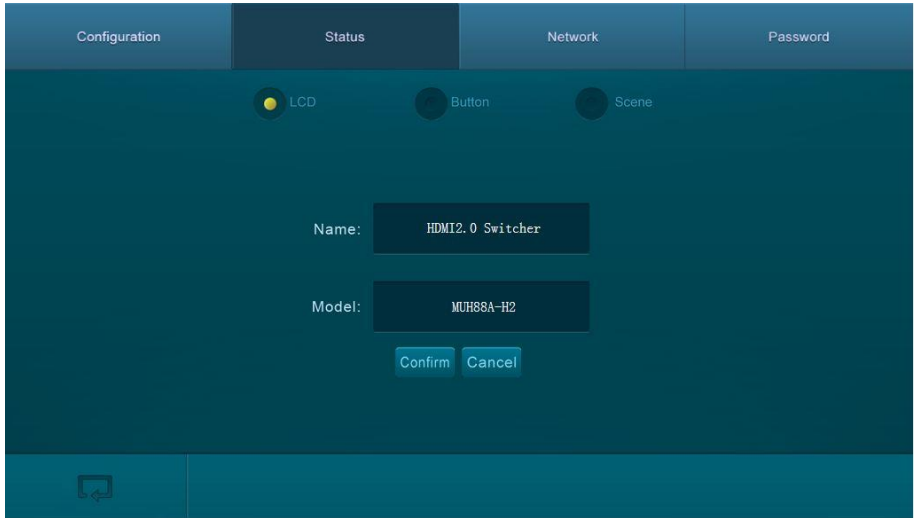 Configuration Status Network Password
LCD Button Scene
Name: HDMI2.0 Switcher
Model: MUH88A-H2
Confirm Cancel